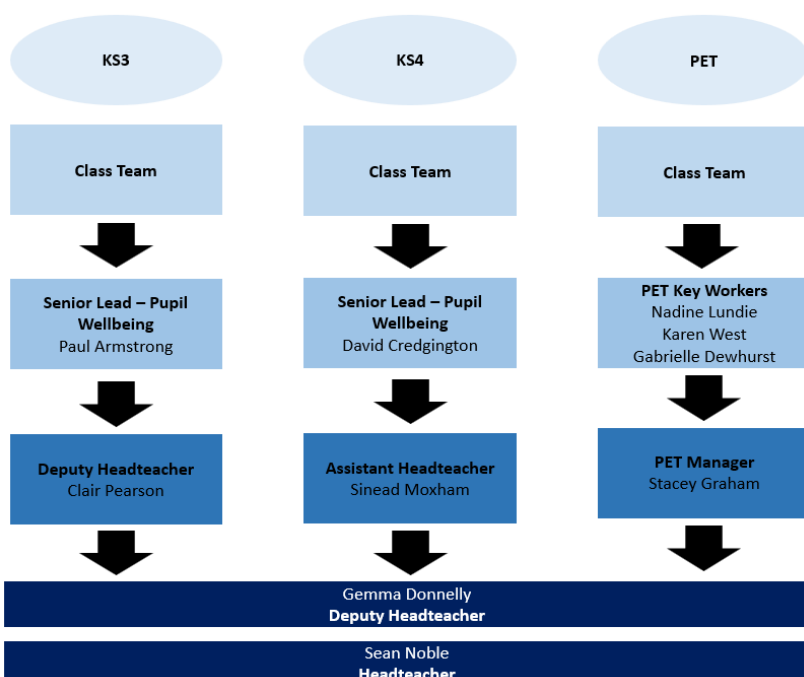 KS3
KS4
PET
Class Team
Class Team
Class Team
Senior Lead – Pupil
Wellbeing
Paul Armstrong
Senior Lead – Pupil
Wellbeing
David Credgington
PET Key Workers
Nadine Lundie
Karen West
Gabrielle Dewhurst
Deputy Headteacher
Clair Pearson
Assistant Headteacher
Sinead Moxham
PET Manager
Stacey Graham
Gemma Donnelly
Deputy Headteacher
Sean Noble
Headteacher